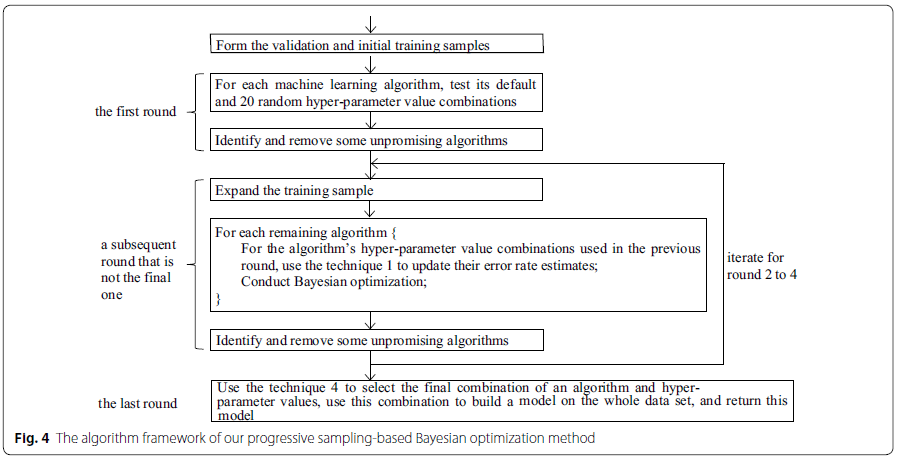 Form the validation and initial training samples
the first round
For each machine learning algorithm, test its default
and 20 random hyper-parameter value combinations
Identify and remove some unpromising algorithms
a subsequent
round that is
not the final
one
Expand the training sample
For each remaining algorithm {
For the algorithm's hyper-parameter value combinations used in the previous
round, use the technique 1 to update their error rate estimates;
Conduct Bayesian optimization;
}
Identify and remove some unpromising algorithms
iterate for
round 2 to 4
the last round
Use the technique 4 to select the final combination of an algorithm and hyper-
parameter values, use this combination to build a model on the whole data set, and return this
model
Fig. 4 The algorithm framework of our progressive sampling-based Bayesian optimization method